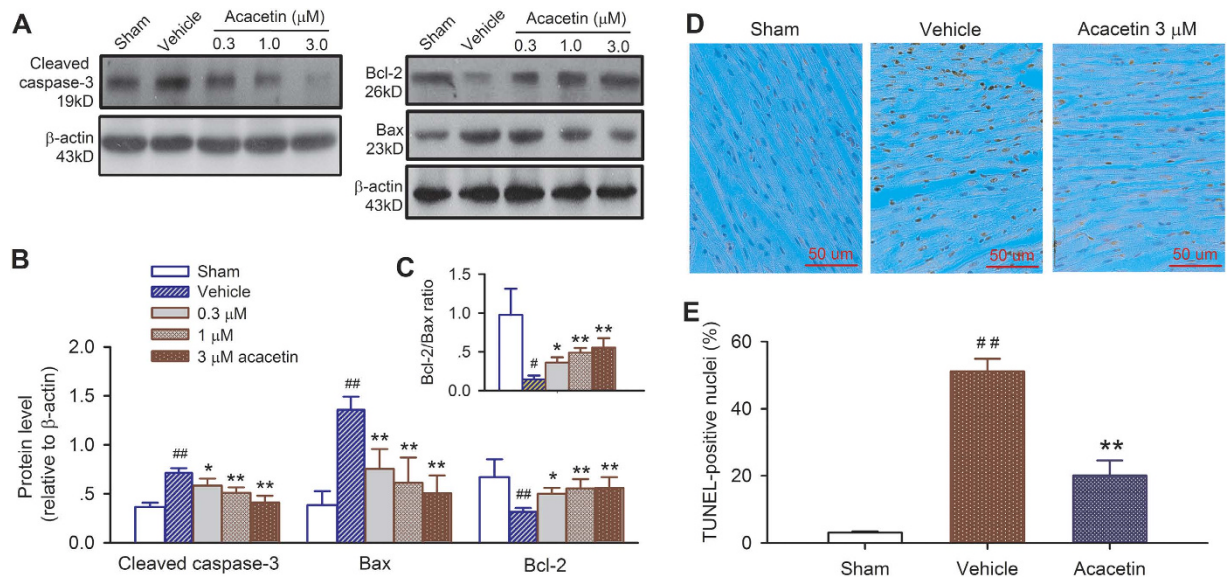 A
Sham
Vehicle
Acacetin (μM)
0.3 1.0 3.0
Cleaved
caspase-3
19kD
β-actin
43kD
Sham
Vehicle
Acacetin (μM)
0.3 1.0 3.0
Bcl-2
26kD
Bax
23kD
β-actin
43kD
B
Sham
Vehicle
0.3 μM
1 μM
3 μM acacetin
Protein level
(relative to β-actin)
2.0
1.5
1.0
.5
0.0
## * ** **
## ** ** **
## * ** **
Cleaved caspase-3 Bax Bcl-2
C
Bcl-2/Bax ratio
1.5
1.0
.5
0.0
# * ** **
D
Sham Vehicle Acacetin 3 μM
50 um 50 um 50 um
E
TUNEL-positive nuclei (%)
60
40
20
0
## **
Sham Vehicle Acacetin